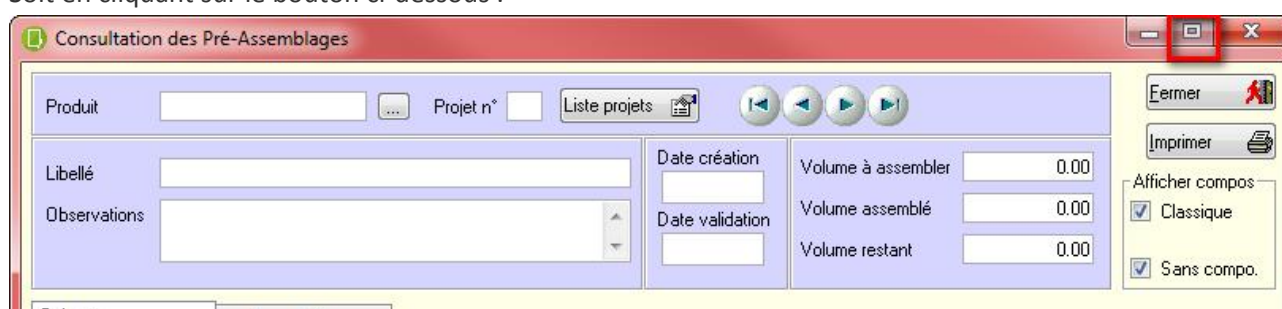 Soit en cliquant sur le bouton ci-dessous :
Consultation des Pré-Assemblages
Produit ... Projet n° Liste projets
Fermer
Imprimer
Libellé
Observations
Date création
Date validation
Volume à assembler 0.00
Volume assemblé 0.00
Volume restant 0.00
Afficher compos
Classique
Sans compo.